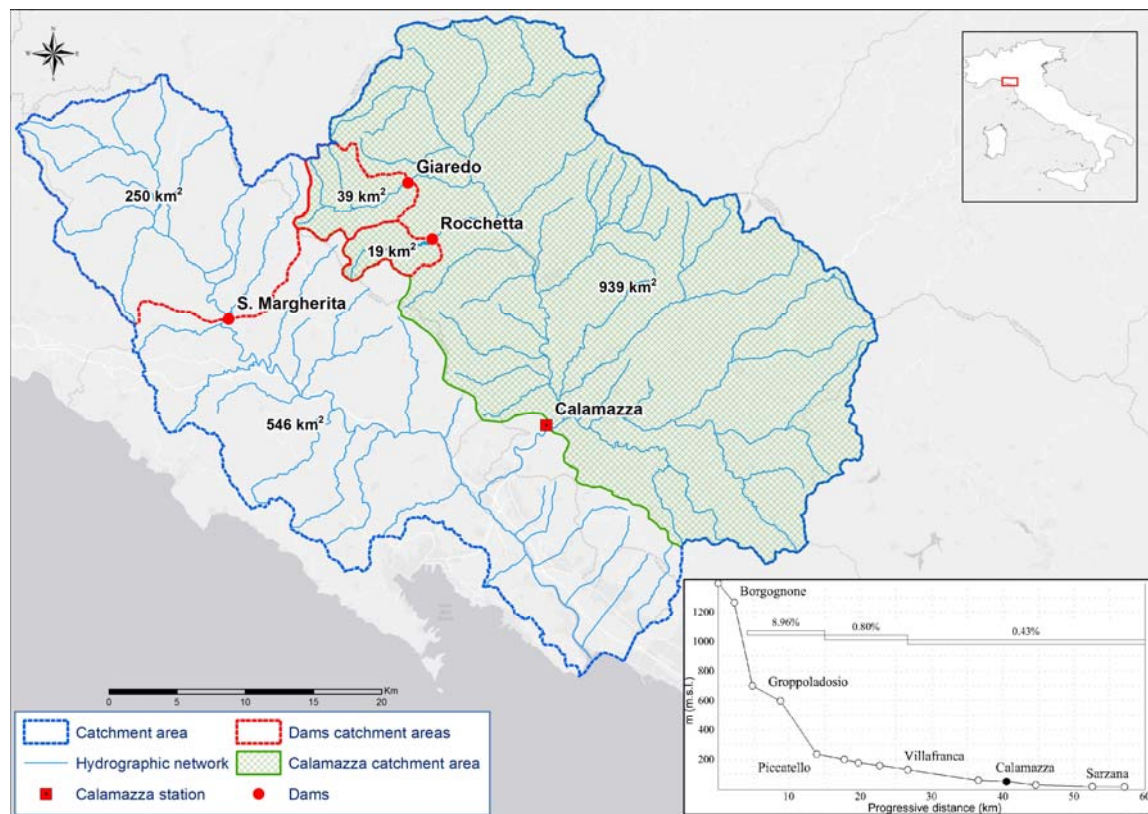 N
W
E
S
Giaredo
250 km²
39 km²
Rocchetta
19 km²
939 km²
S. Margherita
Calamazza
546 km²
0 5 10 15 20 Km
Catchment area
Dams catchment areas
Hydrographic network
Calamazza catchment area
Calamazza station
Dams
m (m.s.l.)
1200
1000
800
600
400
200
Borgognone
8.96%
0.80%
0.43%
Groppoladosio
Piccatello
Villafranca
Calamazza
Sarzana
10 20 30 40 50 60
Progressive distance (km)